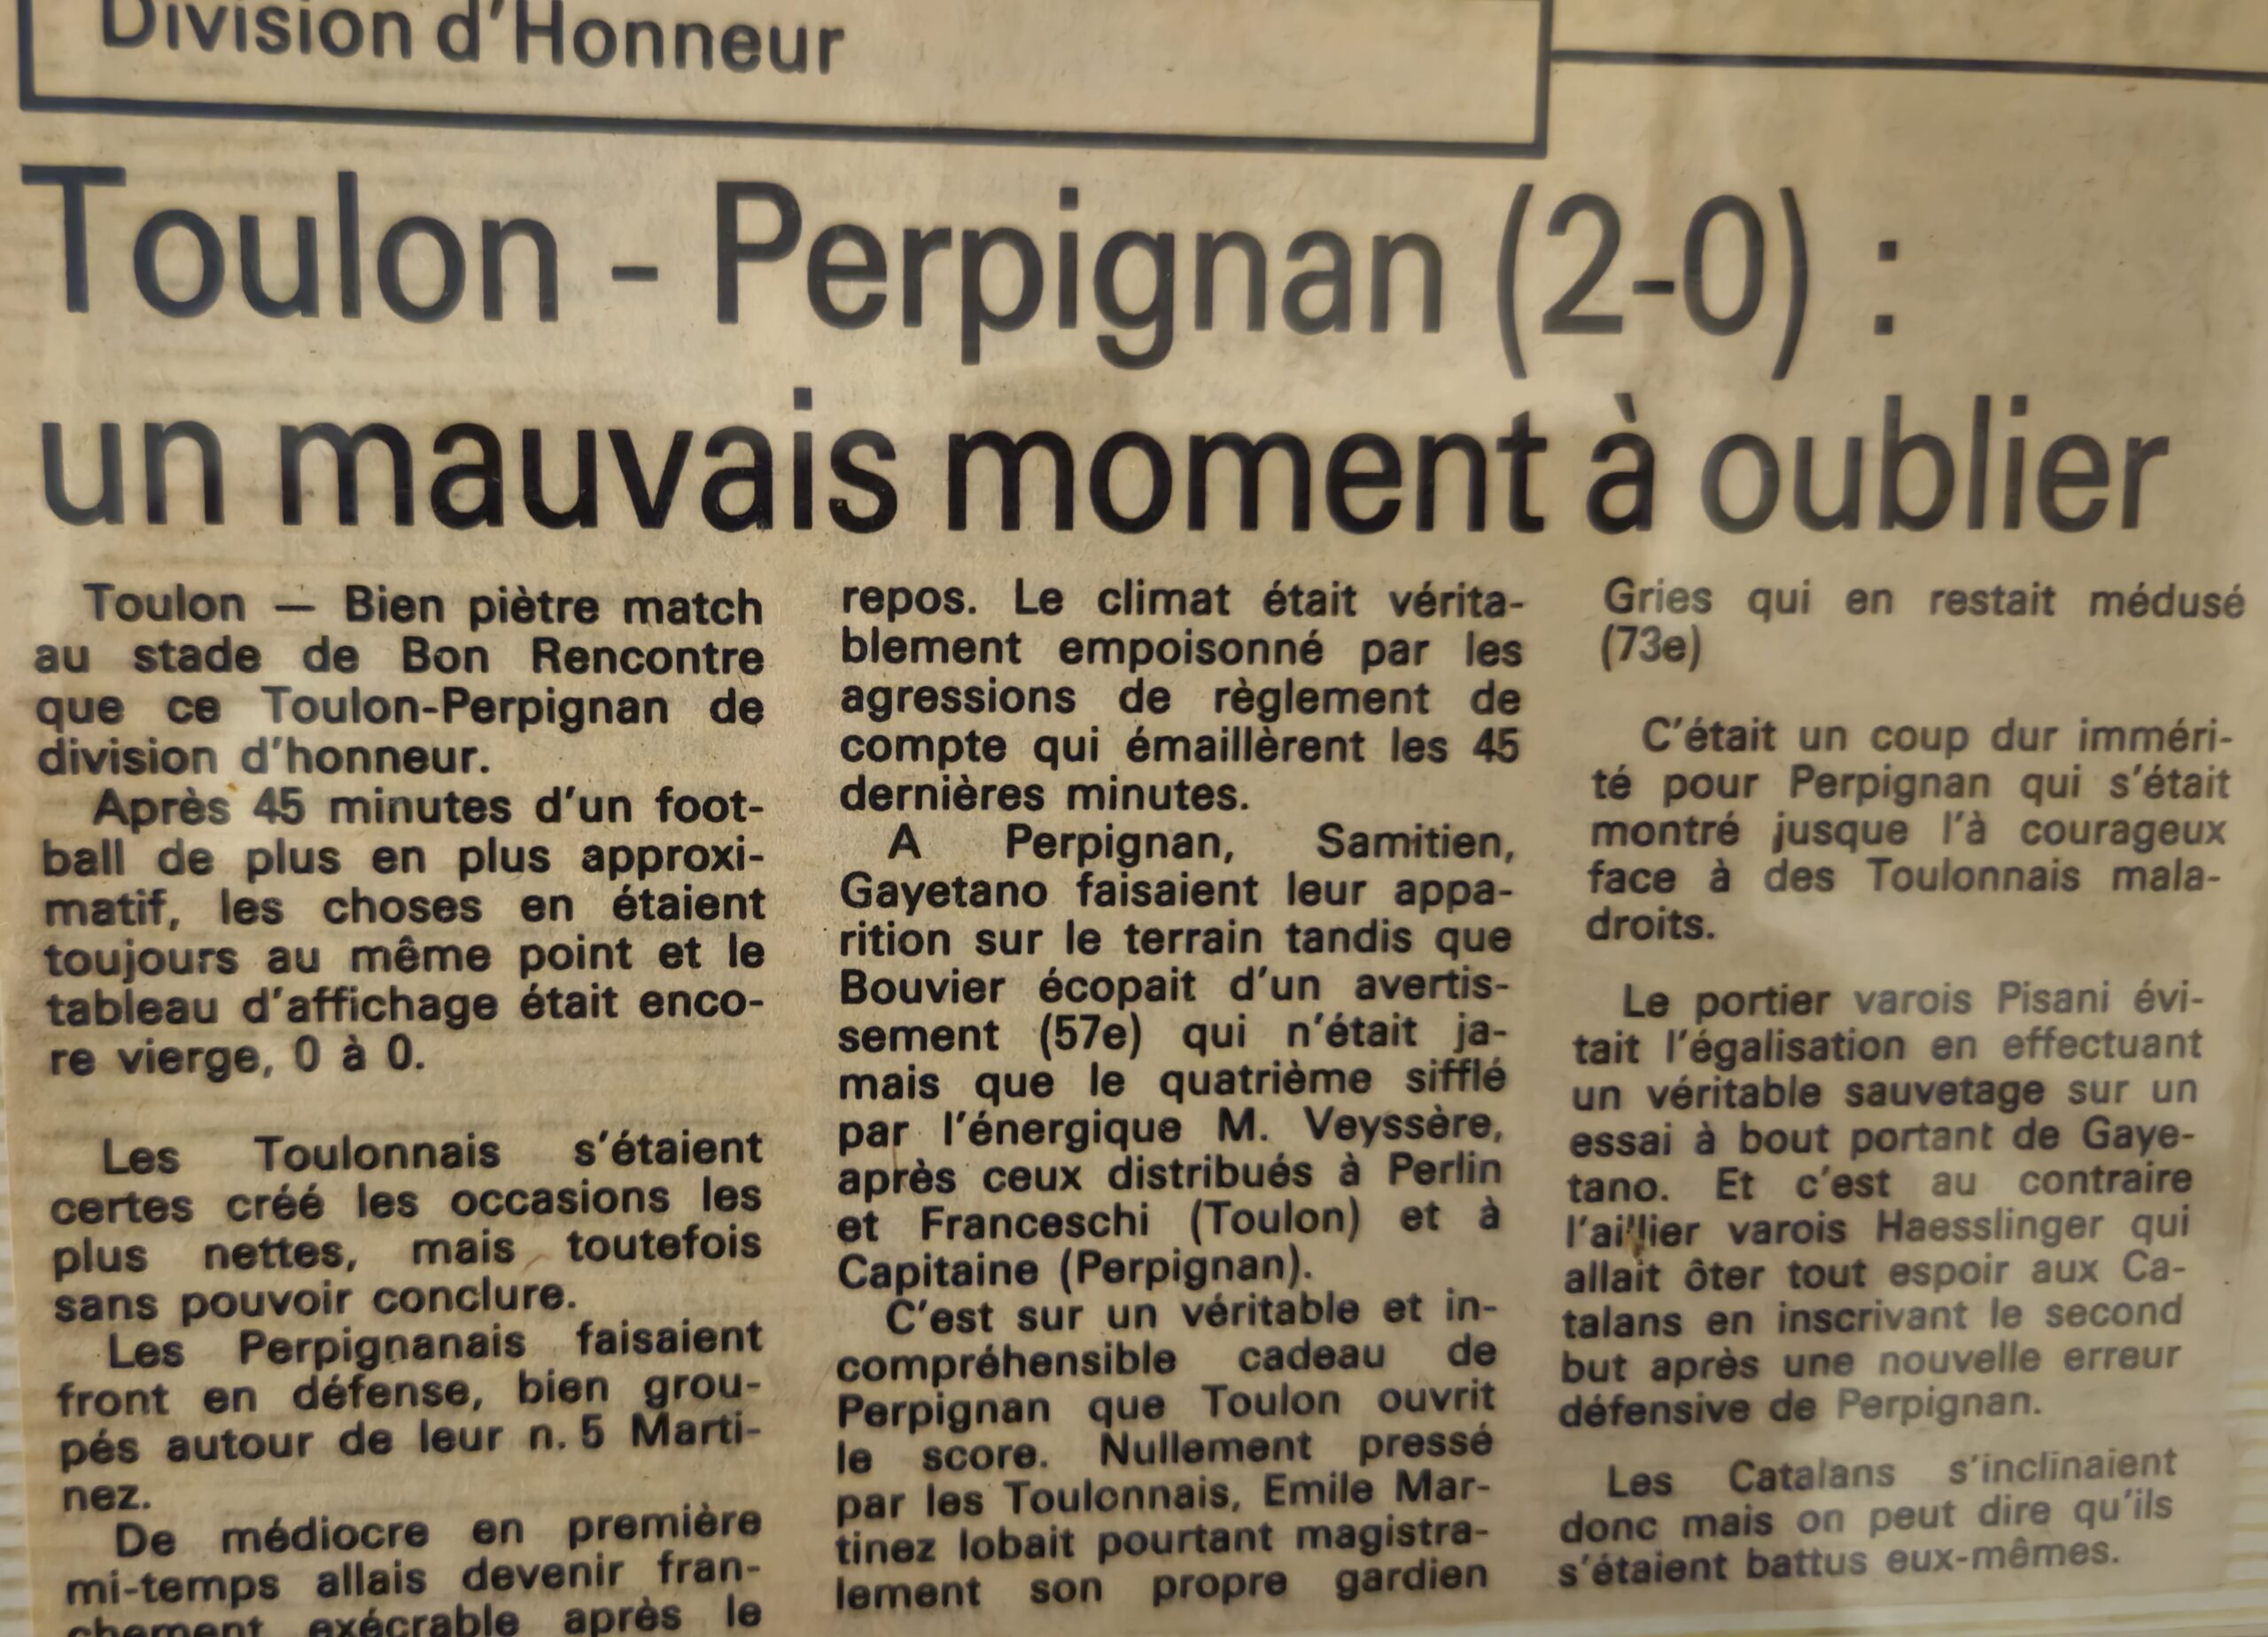 Division d'Honneur
Toulon - Perpignan (2-0) :
un mauvais moment à oublier
Toulon — Bien piètre match
au stade de Bon Rencontre
que ce Toulon-Perpignan de
division d'honneur.
Après 45 minutes d'un foot-
ball de plus en plus approxi-
matif, les choses en étaient
toujours au même point et le
tableau d'affichage était enco-
re vierge, 0 à 0.
Les Toulonnais s'étaient
certes créé les occasions les
plus nettes, mais toutefois
sans pouvoir conclure.
Les Perpignanais faisaient
front en défense, bien grou-
pés autour de leur n. 5 Marti-
nez.
De médiocre en première
mi-temps allais devenir fran-
chement exécrable après le
repos. Le climat était vérita-
blement empoisonné par les
agressions de règlement de
compte qui émaillèrent les 45
dernières minutes.
A Perpignan, Samitien,
Gayetano faisaient leur appa-
rition sur le terrain tandis que
Bouvier écopait d'un avertis-
sement (57e) qui n'était ja-
mais que le quatrième sifflé
par l'énergique M. Veyssère,
après ceux distribués à Perlin
et Franceschi (Toulon) et à
Capitaine (Perpignan).
C'est sur un véritable et in-
compréhensible cadeau de
Perpignan que Toulon ouvrit
le score. Nullement pressé
par les Toulonnais, Emile Mar-
tinez lobait pourtant magistra-
lement son propre gardien
Gries qui en restait médusé
(73e)
C'était un coup dur imméri-
té pour Perpignan qui s'était
montré jusque l'à courageux
face à des Toulonnais mala-
droits.
Le portier varois Pisani évi-
tait l'égalisation en effectuant
un véritable sauvetage sur un
essai à bout portant de Gaye-
tano. Et c'est au contraire
l'ailier varois Haesslinger qui
allait ôter tout espoir aux Ca-
talans en inscrivant le second
but après une nouvelle erreur
défensive de Perpignan.
Les Catalans s'inclinaient
donc mais on peut dire qu'ils
s'étaient battus eux-mêmes.